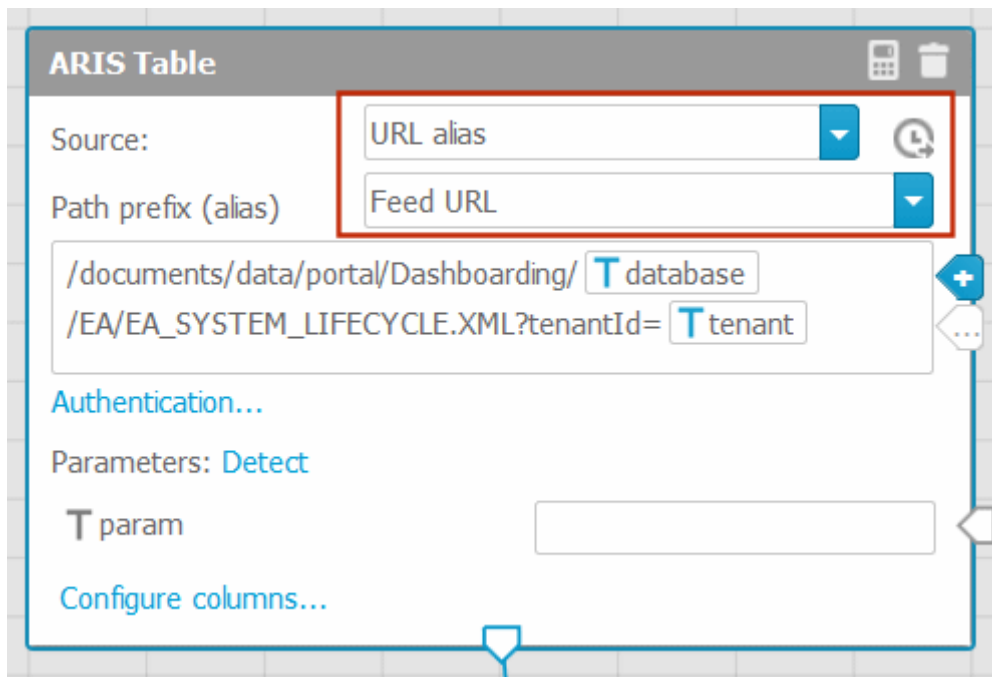 ARIS Table
Source: URL alias
Path prefix (alias) Feed URL
/documents/data/portal/Dashboarding/ T database
/EA/EA_SYSTEM_LIFECYCLE.XML?tenantId= T tenant
Authentication...
Parameters: Detect
T param
Configure columns...